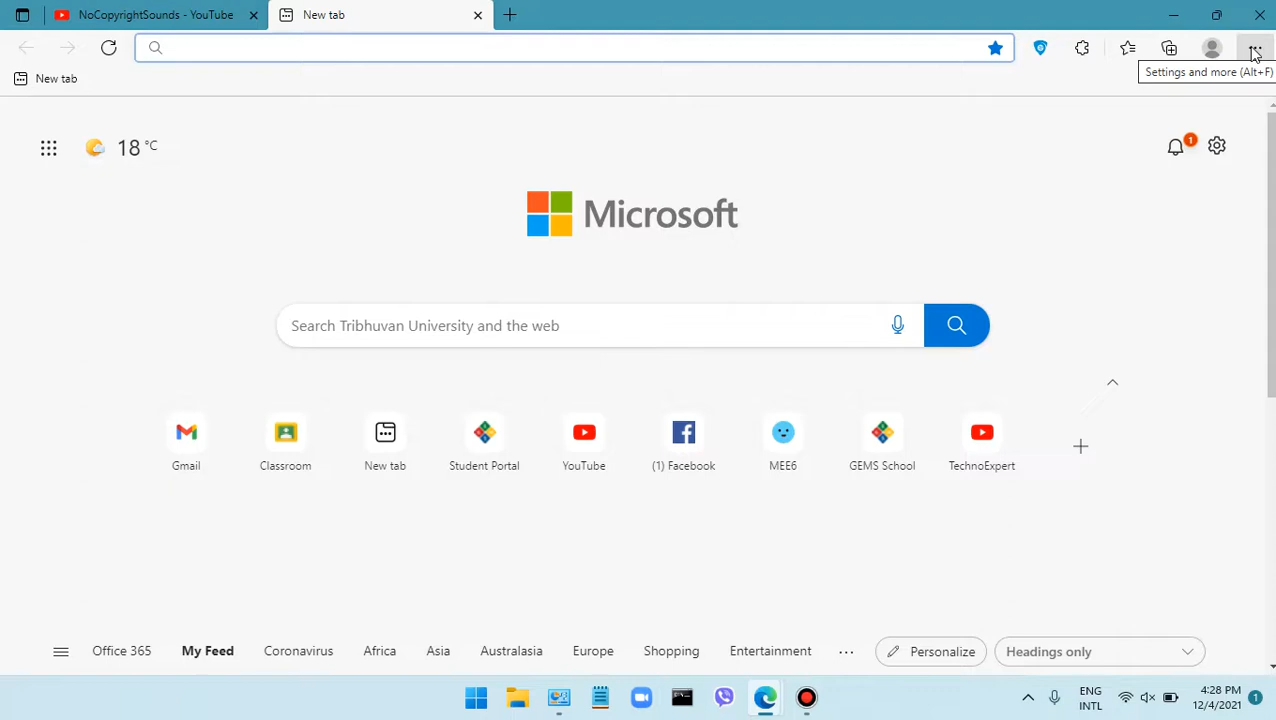 NoCopyrightSounds - YouTube
New tab
Settings and more (Alt+F)
New tab
18 °C
1
Microsoft
Search Tribhuvan University and the web
Gmail
Classroom
New tab
Student Portal
YouTube
(1) Facebook
MEE6
GEMS School
TechnoExpert
Office 365
My Feed
Coronavirus
Africa
Asia
Australasia
Europe
Shopping
Entertainment
...
Personalize
Headings only
ENG
INTL
4:28 PM
12/4/2021
1